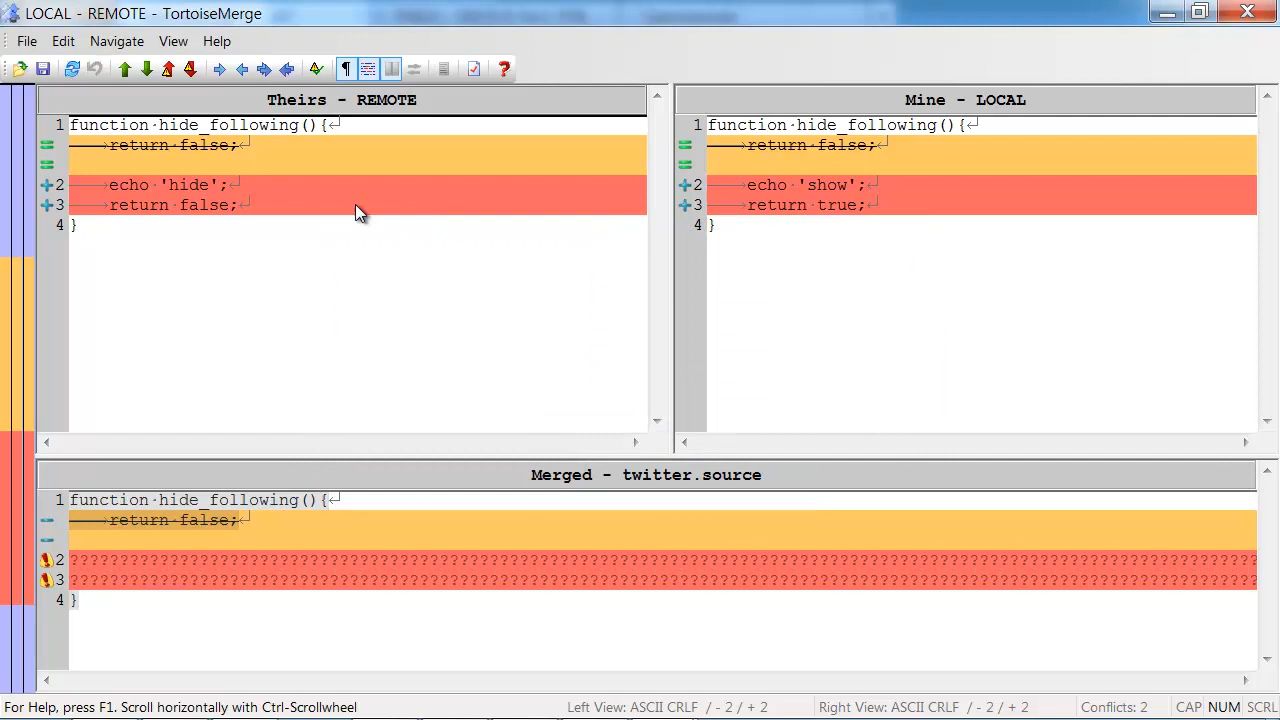 LOCAL - REMOTE - TortoiseMerge
File Edit Navigate View Help
Theirs - REMOTE
1 function·hide_following(){
return·false;
2 echo·'hide';
3 return·false;
4 }
Mine - LOCAL
1 function·hide_following(){
return·false;
2 echo·'show';
3 return·true;
4 }
Merged - twitter.source
1 function·hide_following(){
return·false;
2 ???????????????????????????????????????????????????????????????????????????????????????????????????????????????????????
3 ???????????????????????????????????????????????????????????????????????????????????????????????????????????????????????
4 }
For Help, press F1. Scroll horizontally with Ctrl-Scrollwheel Left View: ASCII CRLF / - 2 / + 2 Right View: ASCII CRLF / - 2 / + 2 Conflicts: 2 CAP NUM SCRL